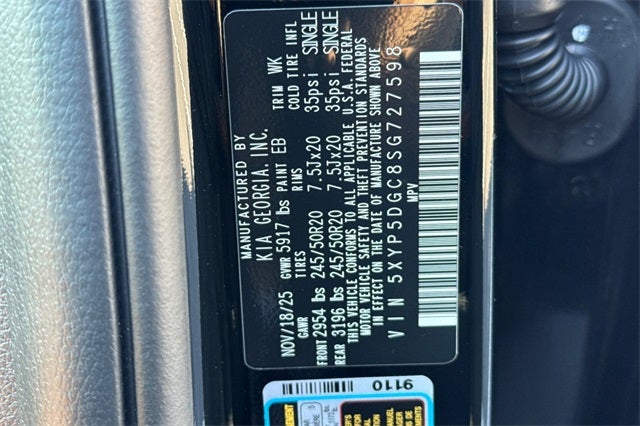 MANUFACTURED BY
KIA GEORGIA, INC.
NOV/18/25 GVWR 5917 lbs PAINT EB TRIM WK
GAWR TIRES RIMS COLD TIRE INFL
FRONT 2954 lbs 245/50R20 7.5Jx20 35psi SINGLE
REAR 3196 lbs 245/50R20 7.5Jx20 35psi SINGLE
THIS VEHICLE CONFORMS TO ALL APPLICABLE U.S.A. FEDERAL
MOTOR VEHICLE SAFETY AND THEFT PREVENTION STANDARDS
IN EFFECT ON THE DATE OF MANUFACTURE SHOWN ABOVE
VIN 5XYP5DGC8SG727598
MPV
9110